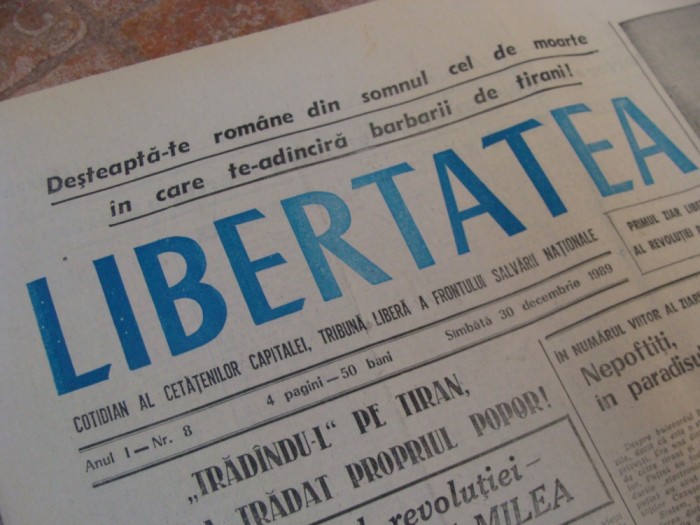 Deşteaptă-te române din somnul cel de moarte
în care te-adînciră barbarii de tirani!
LIBERTATEA
COTIDIAN AL CETĂŢENILOR CAPITALEI, TRIBUNĂ LIBERĂ A FRONTULUI SALVĂRII NAŢIONALE
Anul I — Nr. 8 4 pagini — 50 bani Sîmbătă 30 decembrie 1989
„TRĂDÎNDU-L“ PE TIRAN,
TRĂDAT PROPRIUL POPOR!
revoluţiei —
MILEA
PRIMUL ZIAR
AL REVOLUŢIEI
ÎN NUMĂRUL VIITOR AL
Nepoftiţi,
în